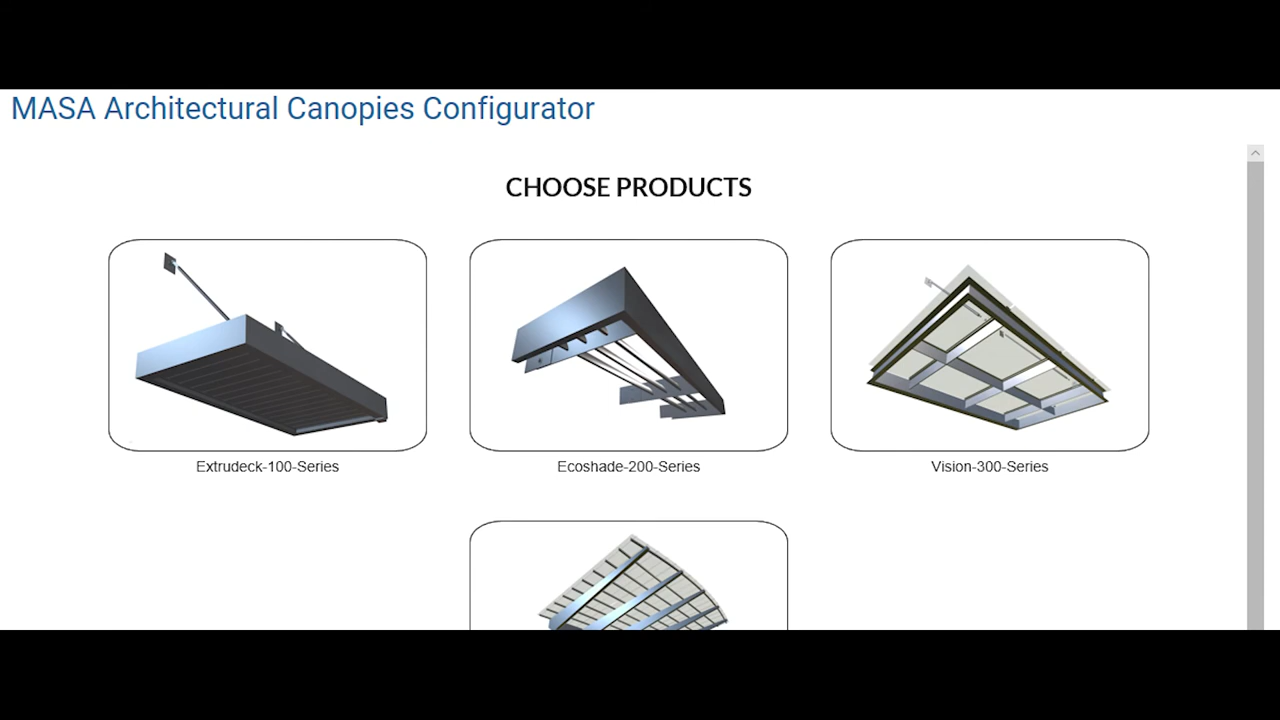 MASA Architectural Canopies Configurator
CHOOSE PRODUCTS
Extrudeck-100-Series
Ecoshade-200-Series
Vision-300-Series